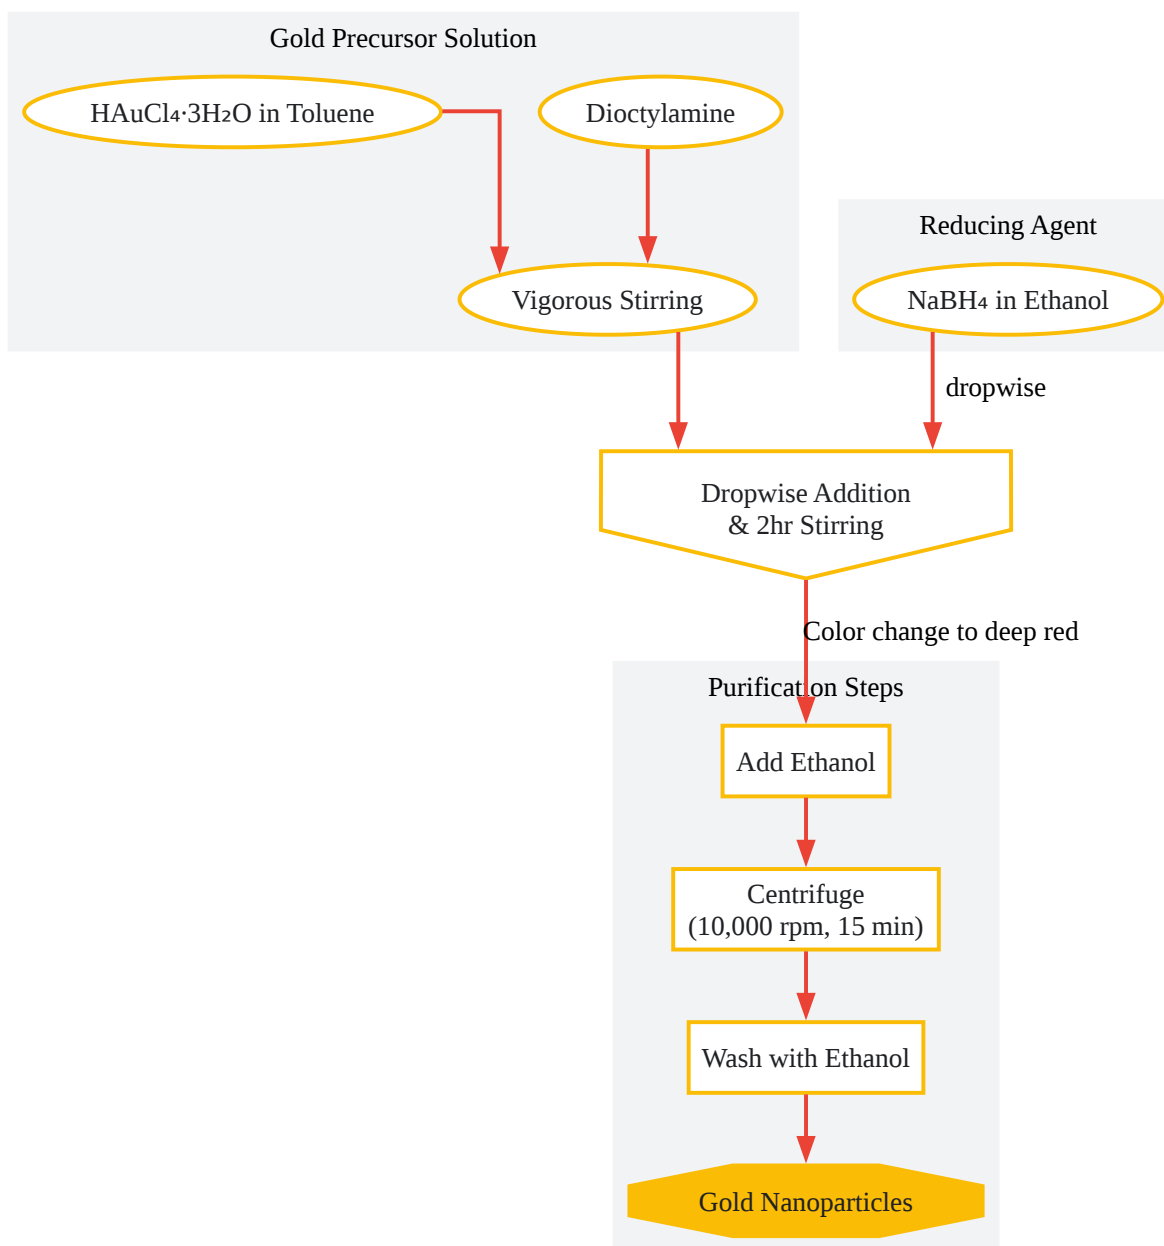 Gold Precursor Solution
HAuCl₄·3H₂O in Toluene
Dioctylamine
Vigorous Stirring
Reducing Agent
NaBH₄ in Ethanol
dropwise
Dropwise Addition
& 2hr Stirring
Color change to deep red
Purification Steps
Add Ethanol
Centrifuge
(10,000 rpm, 15 min)
Wash with Ethanol
Gold Nanoparticles